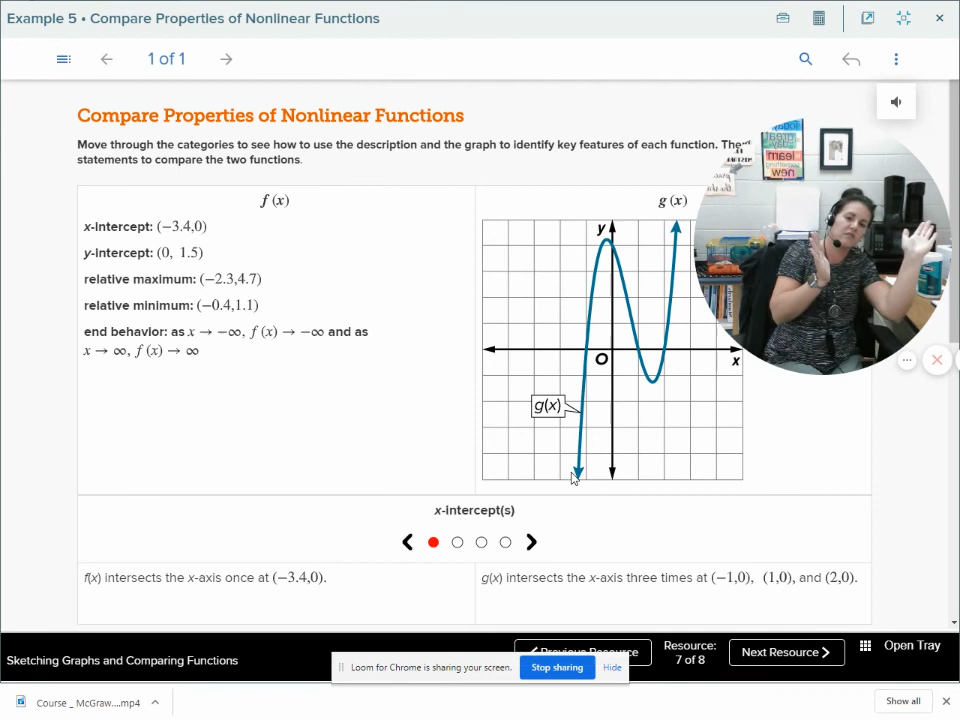 Example 5 • Compare Properties of Nonlinear Functions
1 of 1
Compare Properties of Nonlinear Functions
Move through the categories to see how to use the description and the graph to identify key features of each function. The
statements to compare the two functions.
f (x)
g (x)
x-intercept: (−3.4,0)
y-intercept: (0, 1.5)
relative maximum: (−2.3,4.7)
relative minimum: (−0.4,1.1)
end behavior: as x → −∞, f (x) → −∞ and as
x → ∞, f (x) → ∞
y
O
x
g(x)
today
great
day
learn
something
new
x-intercept(s)
f(x) intersects the x-axis once at (−3.4,0).
g(x) intersects the x-axis three times at (−1,0), (1,0), and (2,0).
Sketching Graphs and Comparing Functions
Previous Resource
Resource:
7 of 8
Next Resource
Open Tray
Loom for Chrome is sharing your screen.
Stop sharing
Hide
Course _ McGraw....mp4
Show all